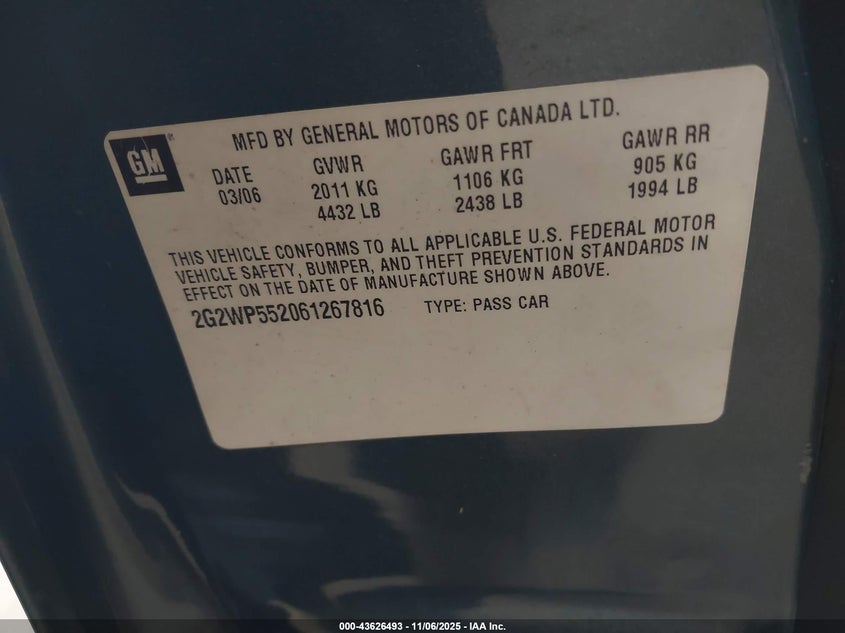 GM
MFD BY GENERAL MOTORS OF CANADA LTD.
DATE GVWR GAWR FRT GAWR RR
03/06 2011 KG 1106 KG 905 KG
4432 LB 2438 LB 1994 LB
THIS VEHICLE CONFORMS TO ALL APPLICABLE U.S. FEDERAL MOTOR
VEHICLE SAFETY, BUMPER, AND THEFT PREVENTION STANDARDS IN
EFFECT ON THE DATE OF MANUFACTURE SHOWN ABOVE.
2G2WP552061267816 TYPE: PASS CAR
000-43626493 - 11/06/2025 - IAA Inc.